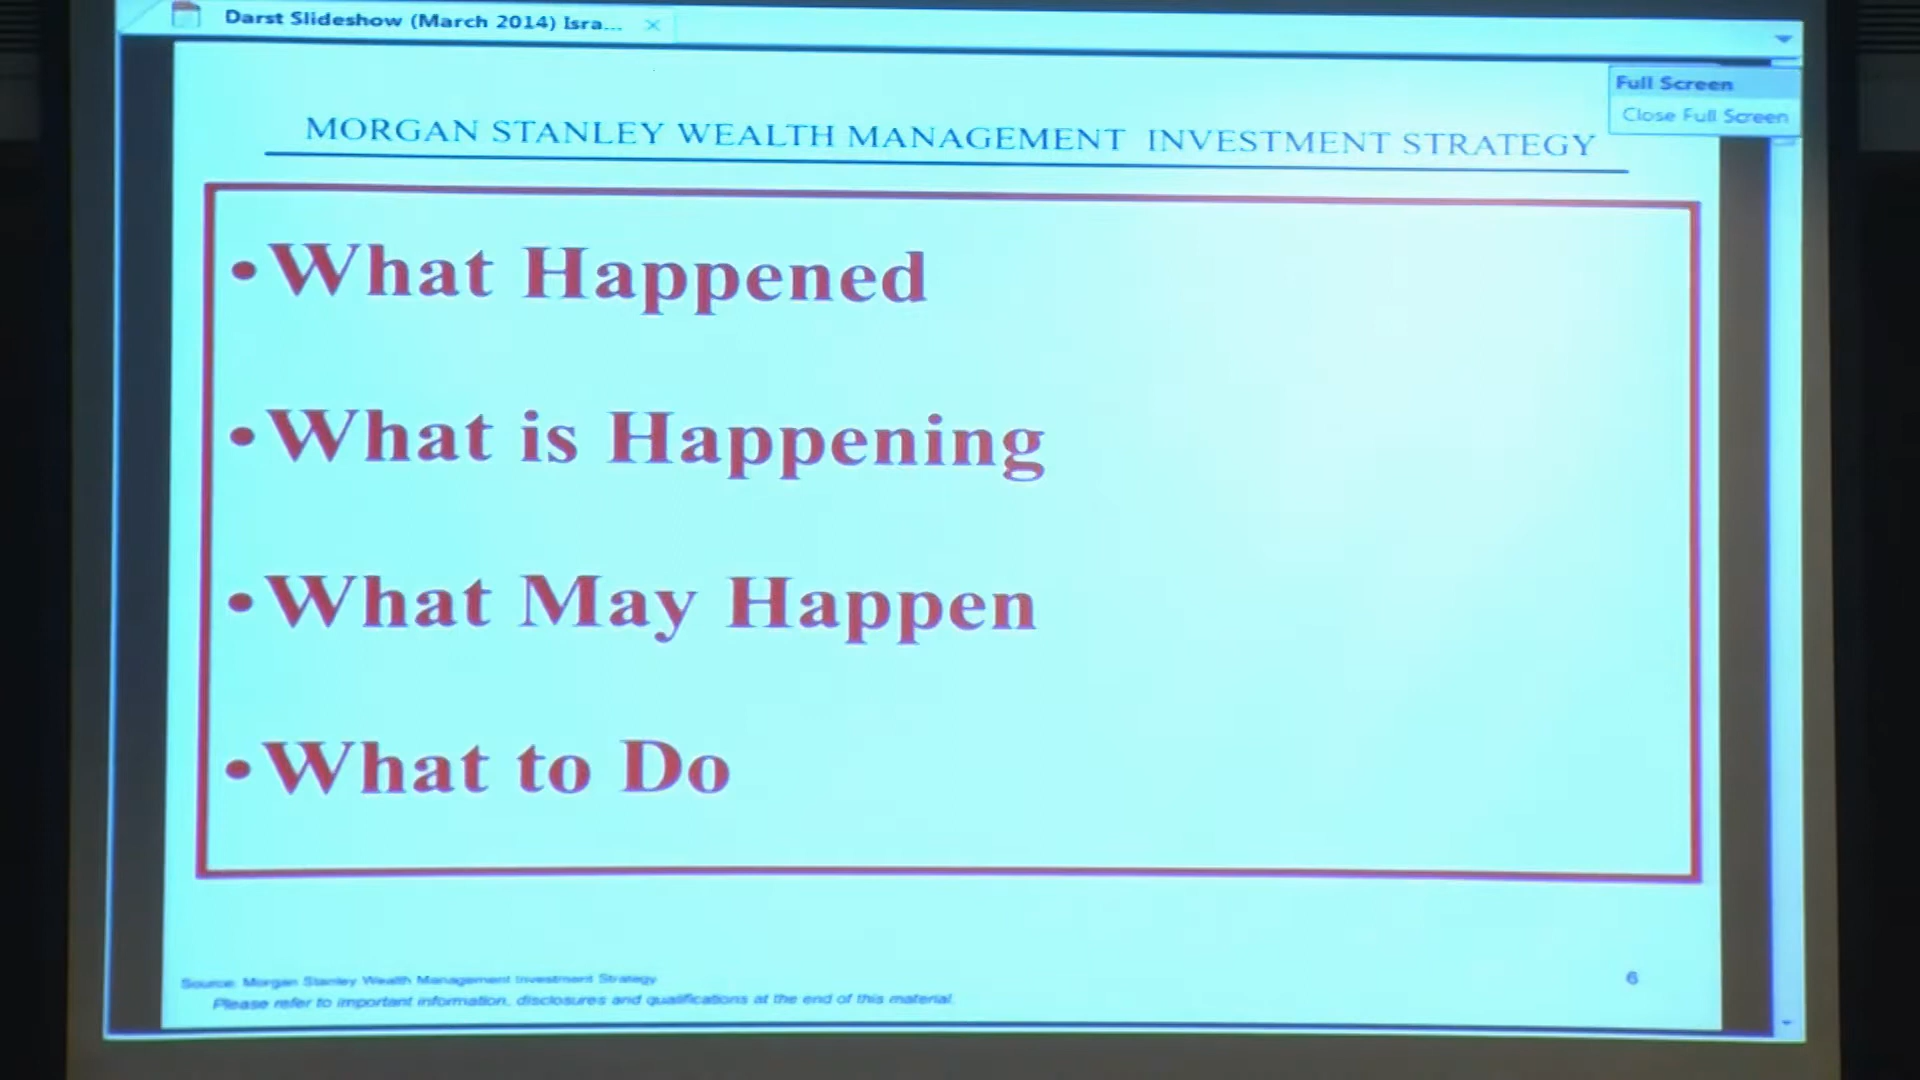 Darst Slideshow (March 2014) Isra...
Full Screen
Close Full Screen
MORGAN STANLEY WEALTH MANAGEMENT INVESTMENT STRATEGY
• What Happened
• What is Happening
• What May Happen
• What to Do
Source: Morgan Stanley Wealth Management Investment Strategy
6
Please refer to important information, disclosures and qualifications at the end of this material.